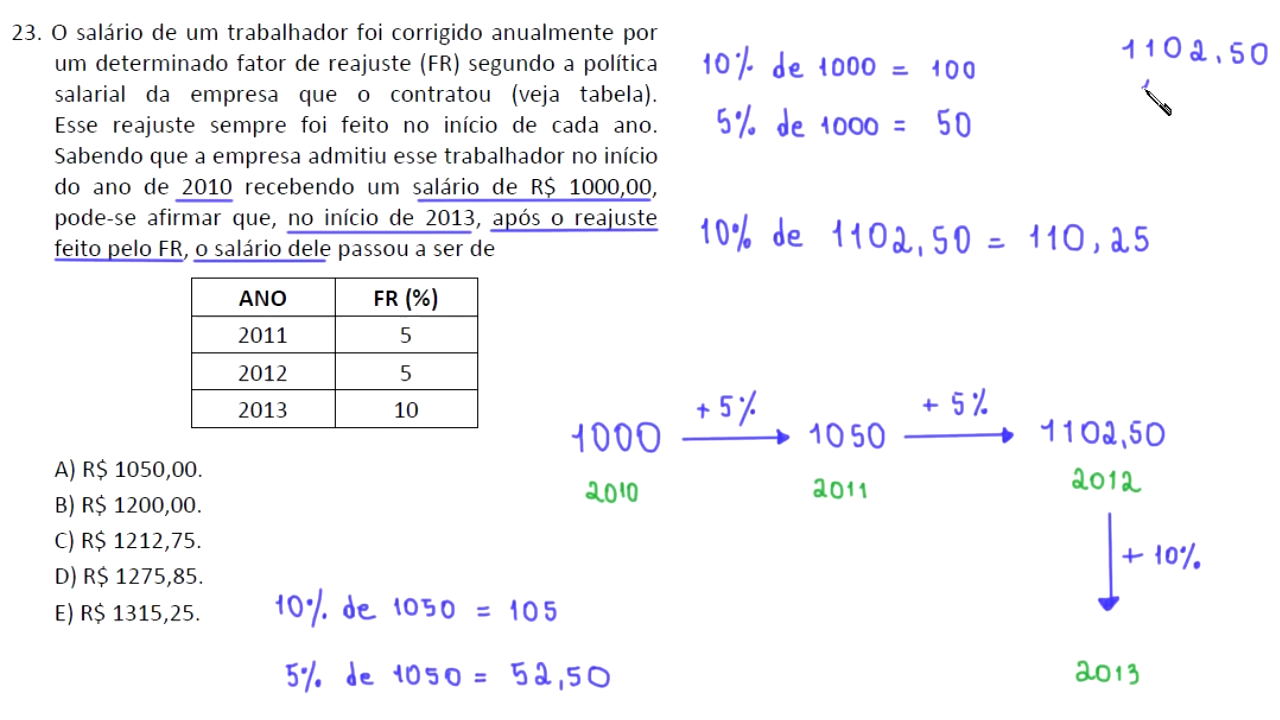 23. O salário de um trabalhador foi corrigido anualmente por
um determinado fator de reajuste (FR) segundo a política
salarial da empresa que o contratou (veja tabela).
Esse reajuste sempre foi feito no início de cada ano.
Sabendo que a empresa admitiu esse trabalhador no início
do ano de 2010 recebendo um salário de R$ 1000,00,
pode-se afirmar que, no início de 2013, após o reajuste
feito pelo FR, o salário dele passou a ser de
ANO FR (%)
2011 5
2012 5
2013 10
A) R$ 1050,00.
B) R$ 1200,00.
C) R$ 1212,75.
D) R$ 1275,85.
E) R$ 1315,25.
10% de 1000 = 100
5% de 1000 = 50
1102,50
10% de 1102,50 = 110,25
+ 5% + 5%
1000 1050 1102,50
2010 2011 2012
+ 10%
2013
10% de 1050 = 105
5% de 1050 = 52,50